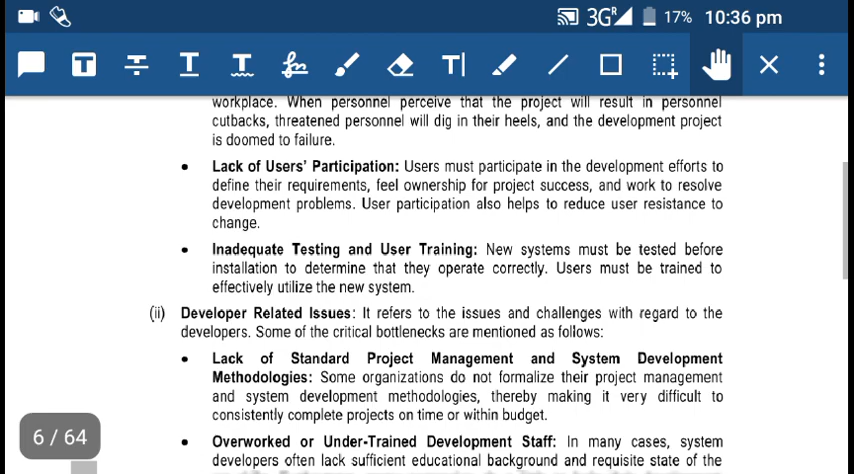 3G R 17% 10:36 pm
workplace. When personnel perceive that the project will result in personnel
cutbacks, threatened personnel will dig in their heels, and the development project
is doomed to failure.
• Lack of Users' Participation: Users must participate in the development efforts to
define their requirements, feel ownership for project success, and work to resolve
development problems. User participation also helps to reduce user resistance to
change.
• Inadequate Testing and User Training: New systems must be tested before
installation to determine that they operate correctly. Users must be trained to
effectively utilize the new system.
(ii) Developer Related Issues: It refers to the issues and challenges with regard to the
developers. Some of the critical bottlenecks are mentioned as follows:
• Lack of Standard Project Management and System Development
Methodologies: Some organizations do not formalize their project management
and system development methodologies, thereby making it very difficult to
consistently complete projects on time or within budget.
• Overworked or Under-Trained Development Staff: In many cases, system
developers often lack sufficient educational background and requisite state of the
6 / 64